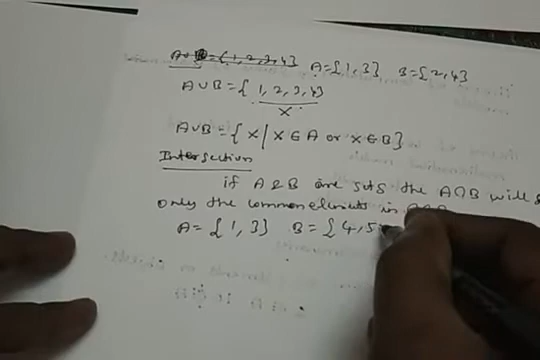 A∪B = {1,2,3,4} A = {1,3} B = {2,4}
A∪B = {1, 2, 3, 4}
X
A∪B = {X | X ∈ A or X ∈ B}
Intersection
if A & B are sets the A∩B will
only the common elements in
A = {1, 3} B = {4, 5